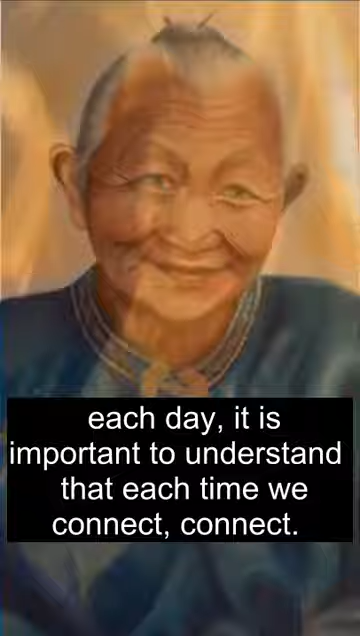 each day, it is
important to understand
that each time we
connect, connect.